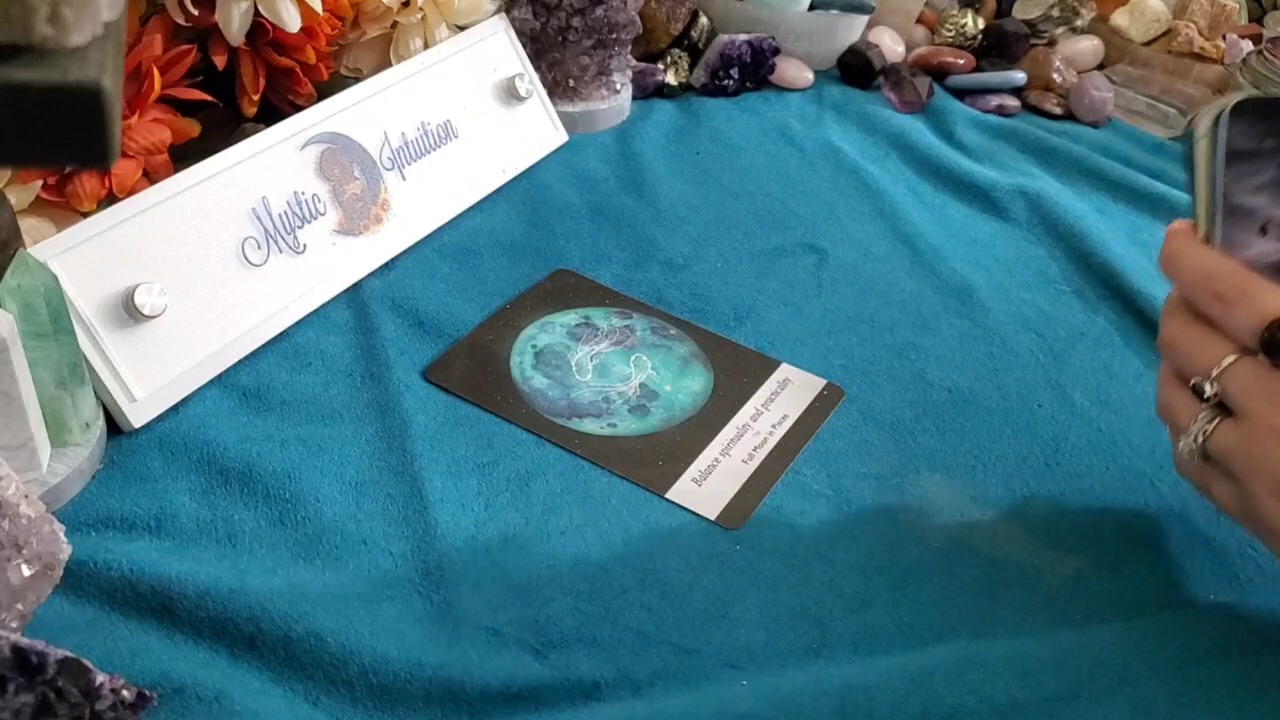 Mystic Intuition
Balance spirituality and practicality
Full Moon in Pisces